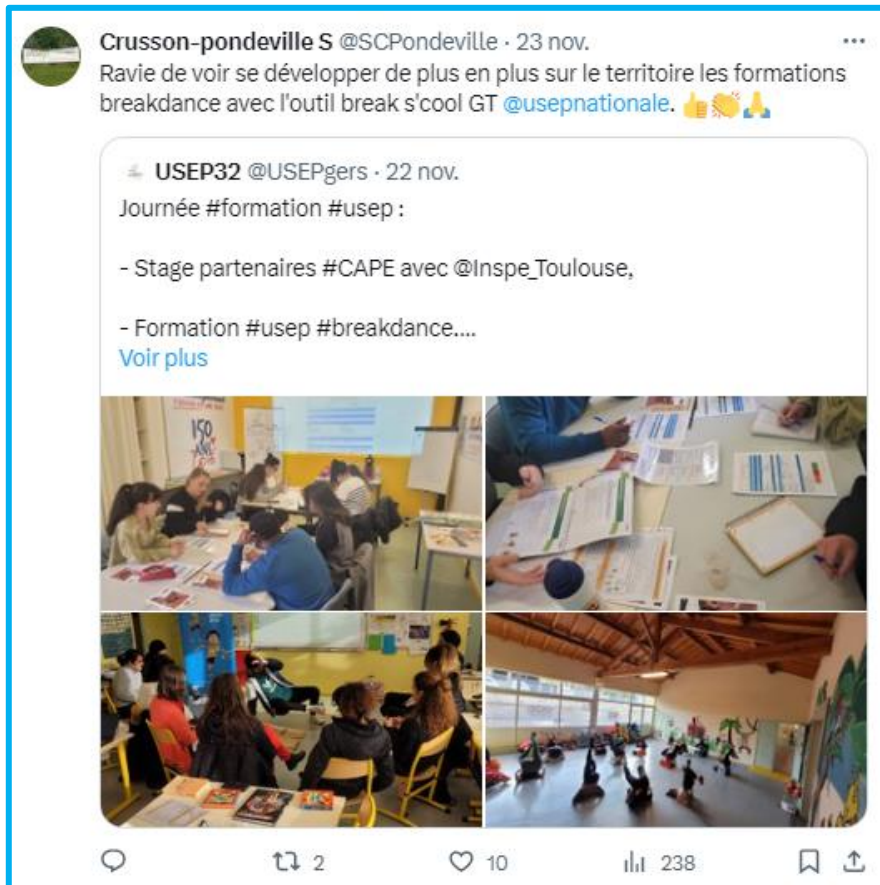 Crusson-pondeville S @SCPondeville · 23 nov.
Ravie de voir se développer de plus en plus sur le territoire les formations
breakdance avec l'outil break s'cool GT @usepnationale. 👍👏🙏
USEP32 @USEPgers · 22 nov.
Journée #formation #usep :
- Stage partenaires #CAPE avec @Inspe_Toulouse,
- Formation #usep #breakdance....
Voir plus
150
ANS
2
10
238